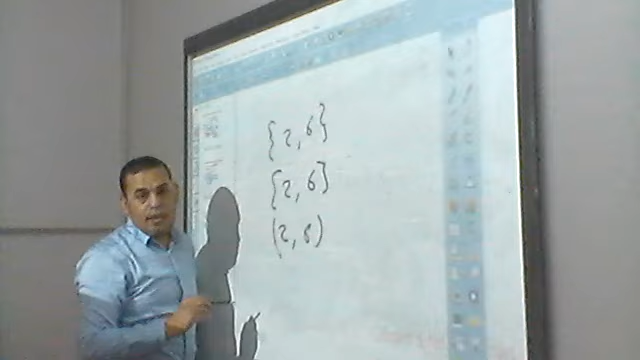 {2, 6}
[2, 6]
(2, 6)